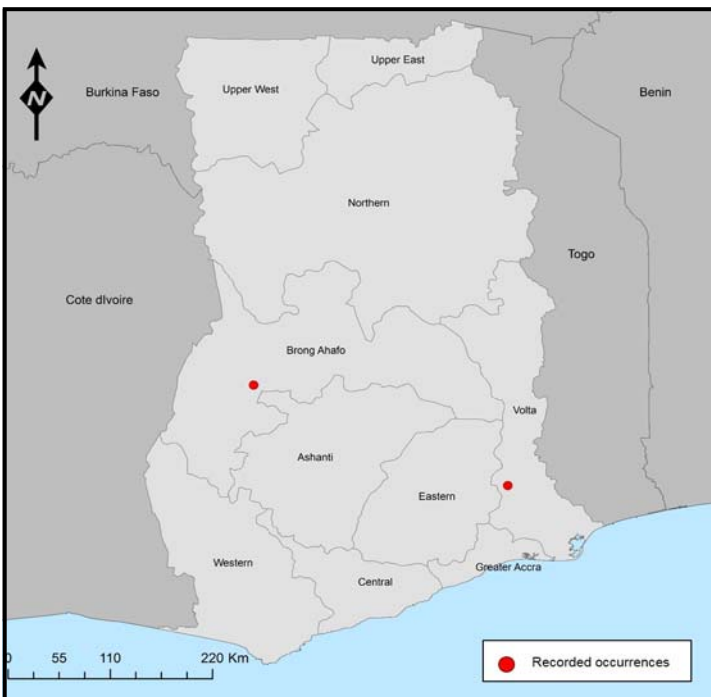 Upper East
Upper West
Burkina Faso
Benin
N
Northern
Togo
Cote dIvoire
Brong Ahafo
Volta
Ashanti
Eastern
Western
Central
Greater Accra
0 55 110 220 Km
Recorded occurrences